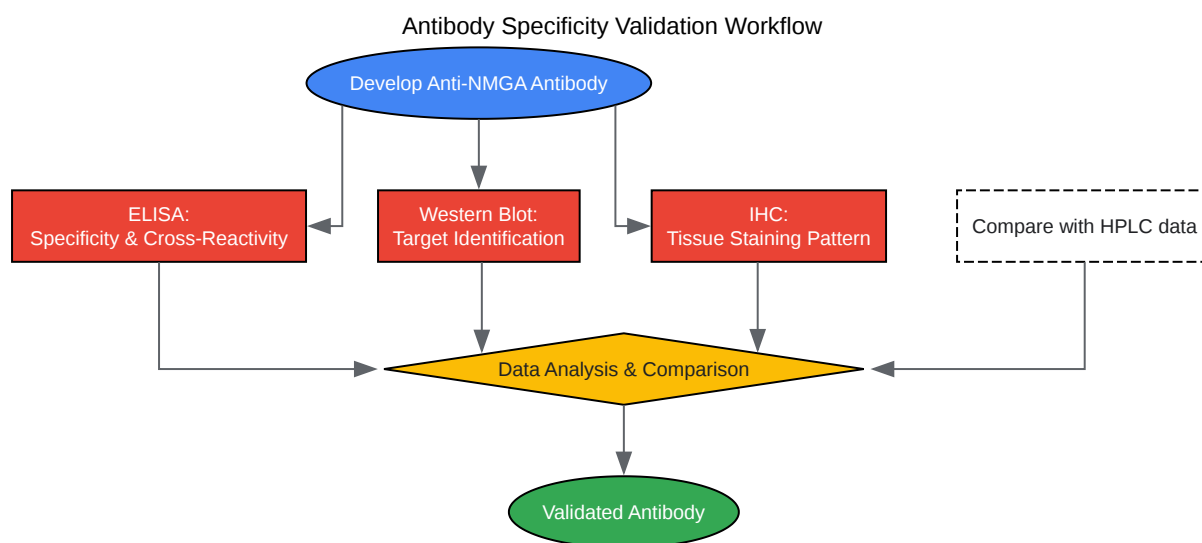 Antibody Specificity Validation Workflow
Develop Anti-NMGA Antibody
ELISA:
Specificity & Cross-Reactivity
Western Blot:
Target Identification
IHC:
Tissue Staining Pattern
Compare with HPLC data
Data Analysis & Comparison
Validated Antibody